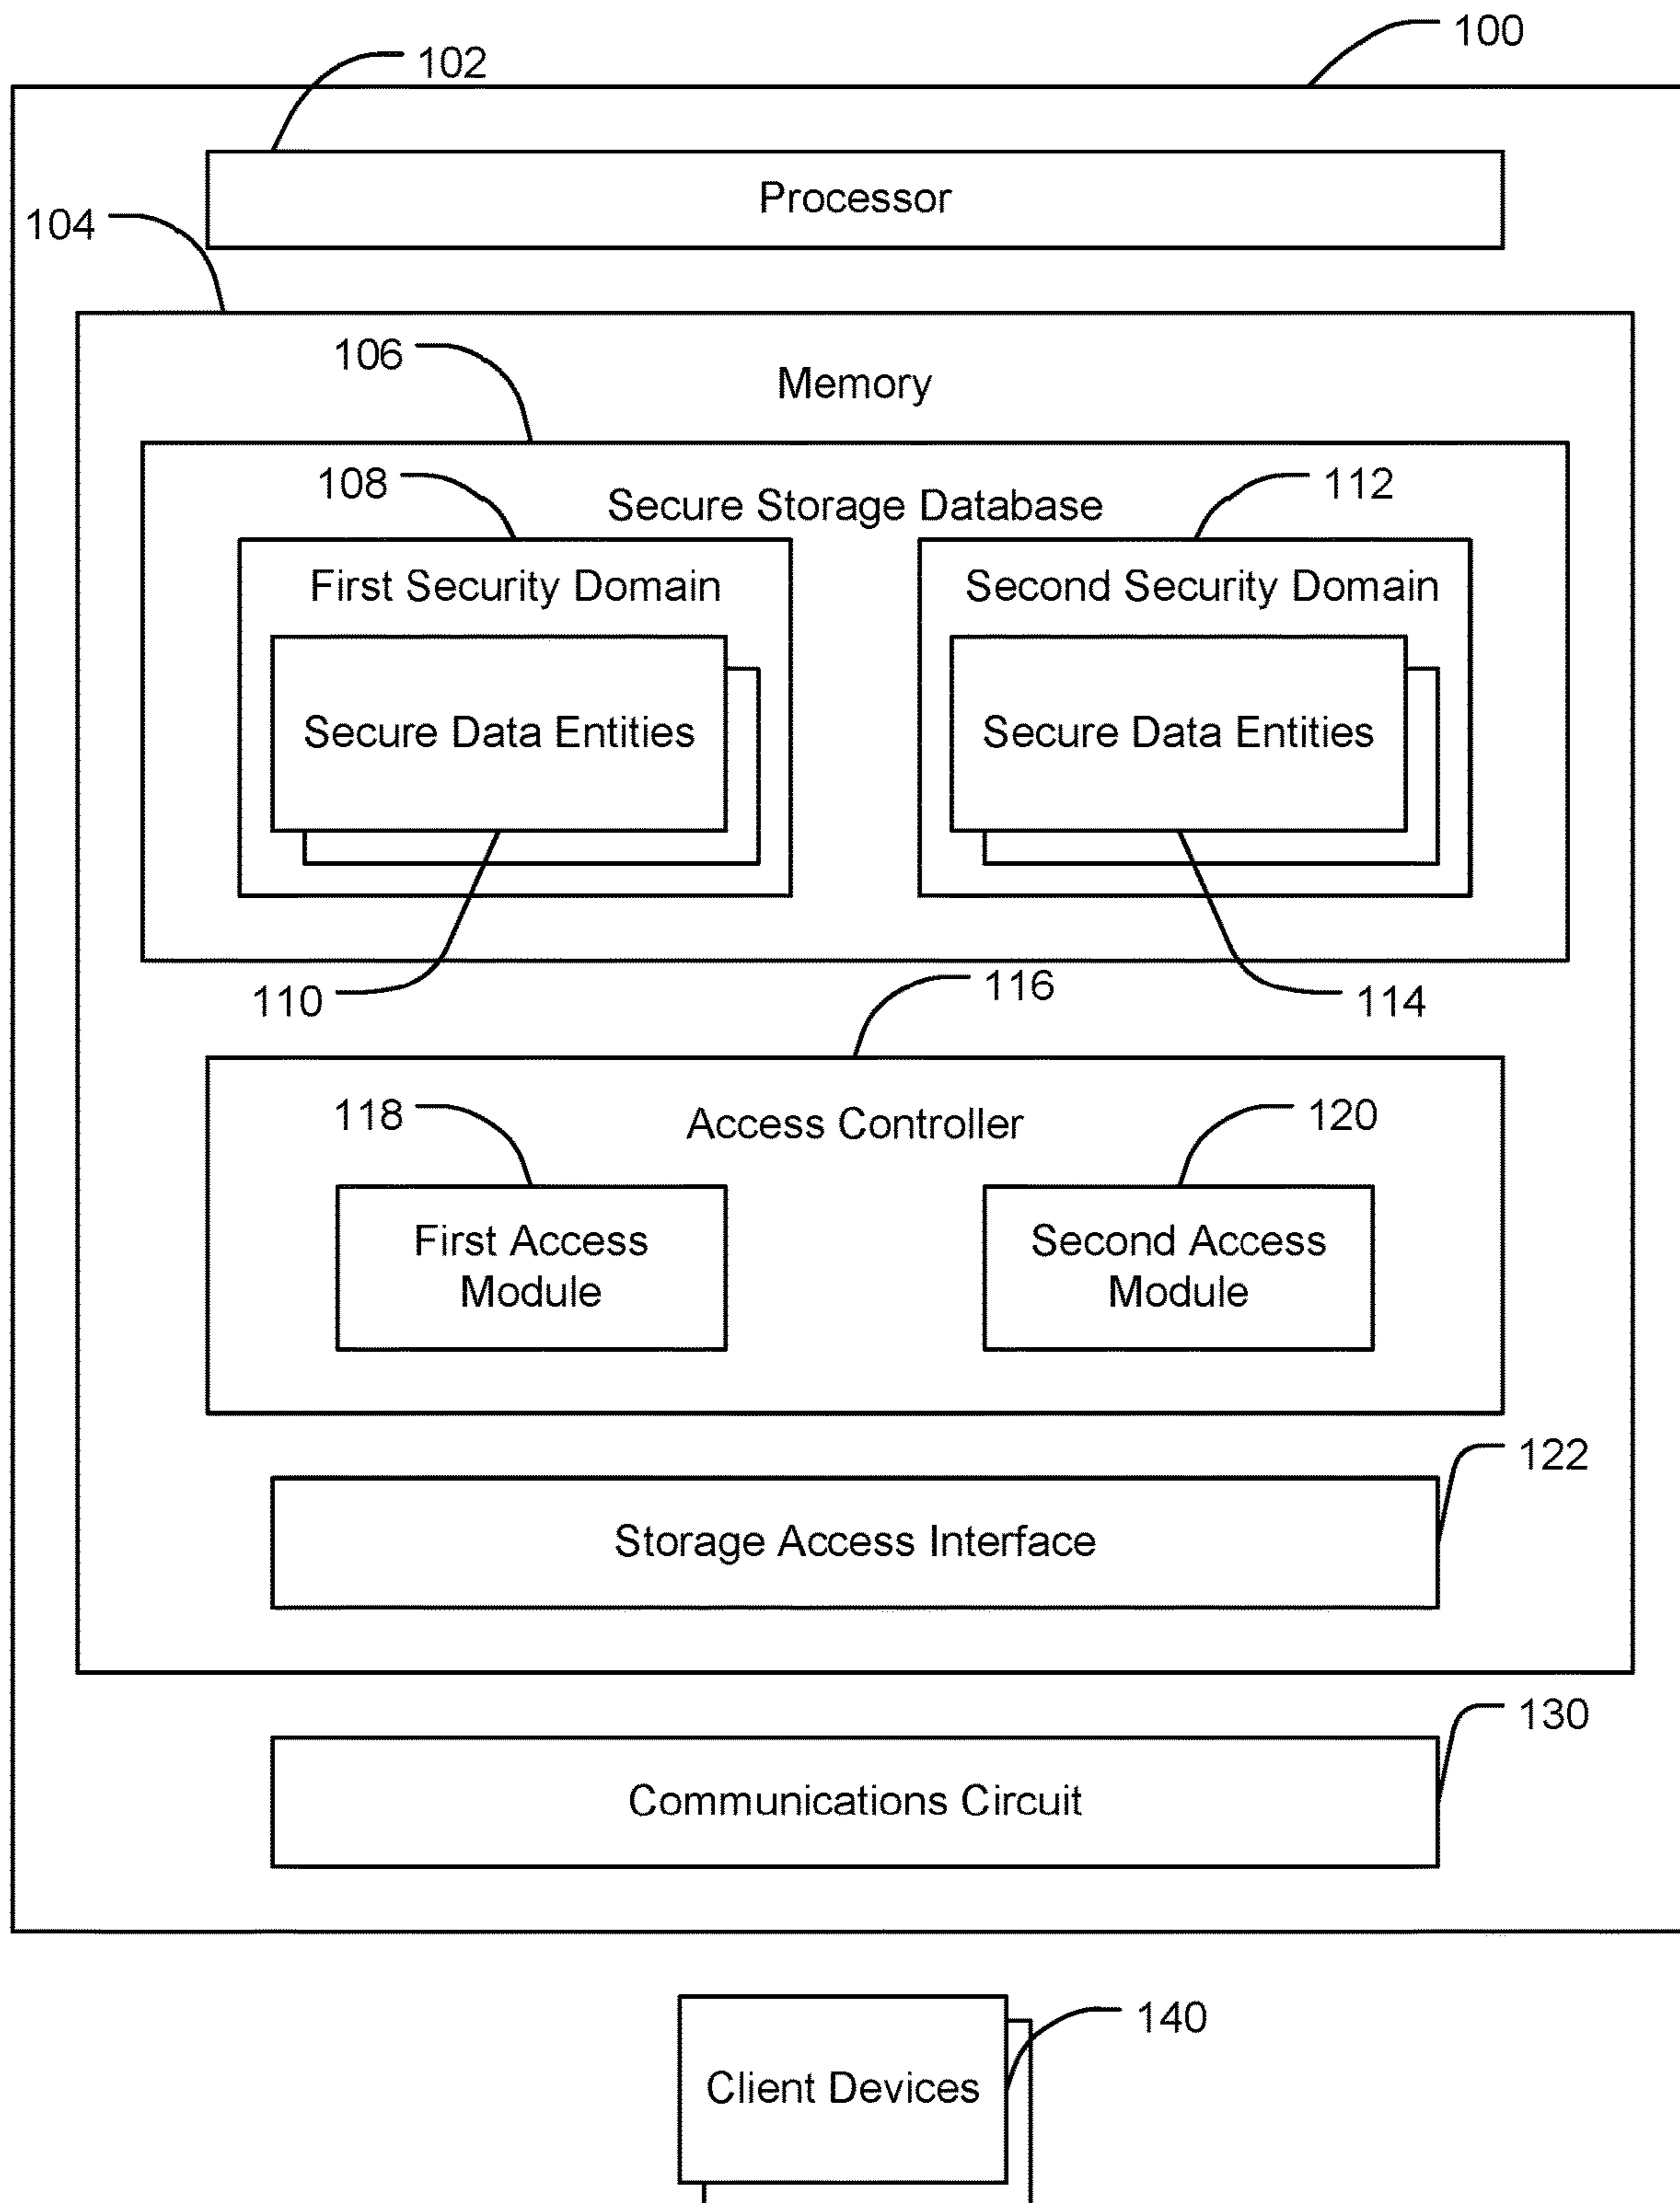 100
102
Processor
104
106
Memory
108
112
Secure Storage Database
First Security Domain
Second Security Domain
Secure Data Entities
Secure Data Entities
110
116
114
118
Access Controller
120
First Access
Module
Second Access
Module
122
Storage Access Interface
130
Communications Circuit
140
Client Devices